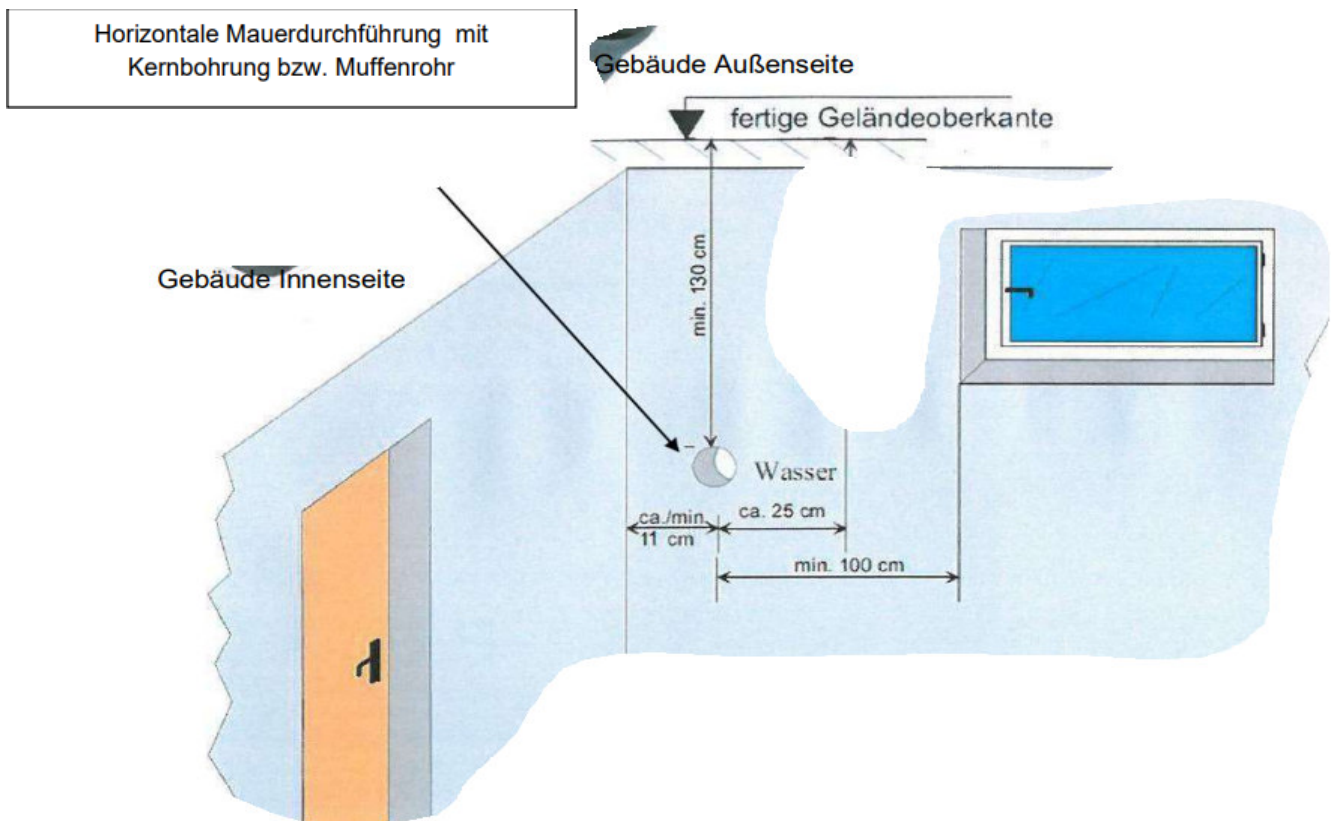 Horizontale Mauerdurchführung mit
Kernbohrung bzw. Muffenrohr
Gebäude Außenseite
fertige Geländeoberkante
Gebäude Innenseite
min. 130 cm
Wasser
ca./min.
11 cm
ca. 25 cm
min. 100 cm